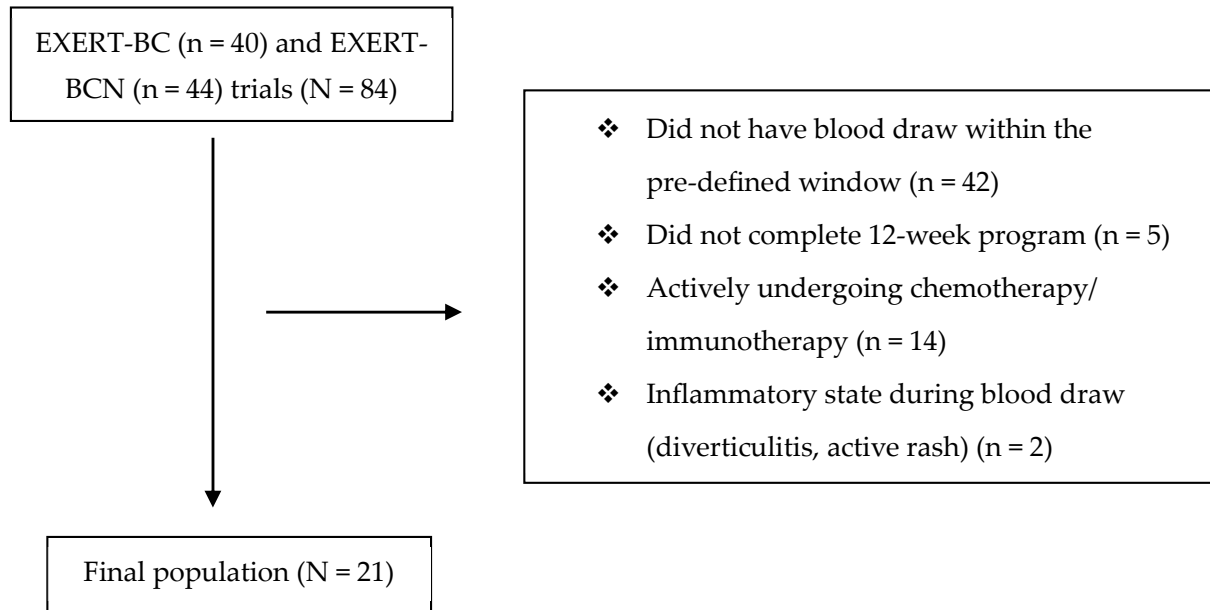 EXERT-BC (n = 40) and EXERT-
BCN (n = 44) trials (N = 84)
❖ Did not have blood draw within the
pre-defined window (n = 42)
❖ Did not complete 12-week program (n = 5)
❖ Actively undergoing chemotherapy/
immunotherapy (n = 14)
❖ Inflammatory state during blood draw
(diverticulitis, active rash) (n = 2)
Final population (N = 21)